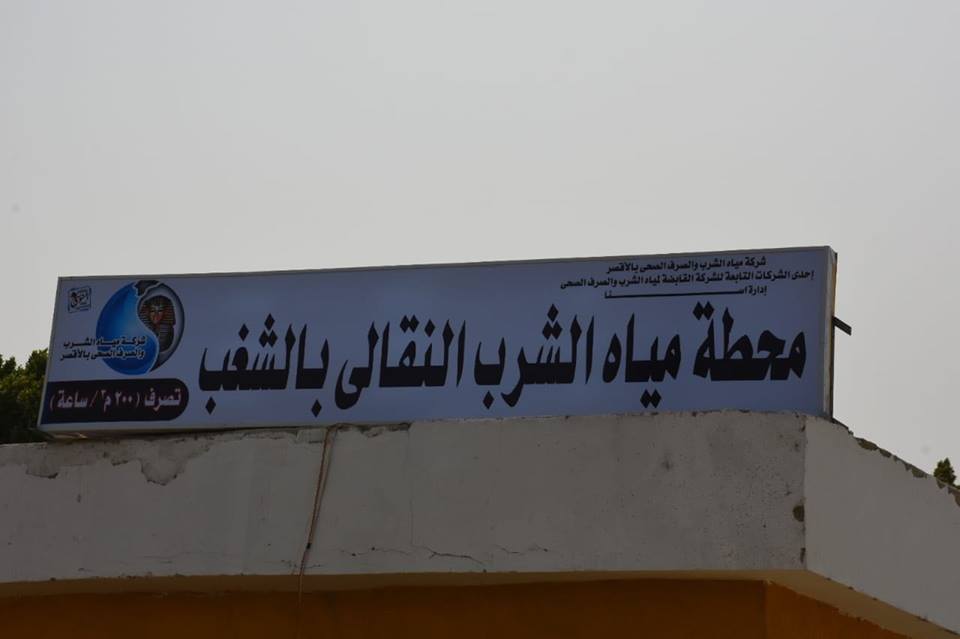 شركة مياه الشرب والصرف الصحى بالأقصر
إحدى الشركات التابعة للشركة القابضة لمياه الشرب والصرف الصحى
إدارة اسنا
محطة مياه الشرب النقالى بالشغب
شركة مياه الشرب
والصرف الصحى بالأقصر
تصرف ( ٢٠٠ م٣ / ساعة )